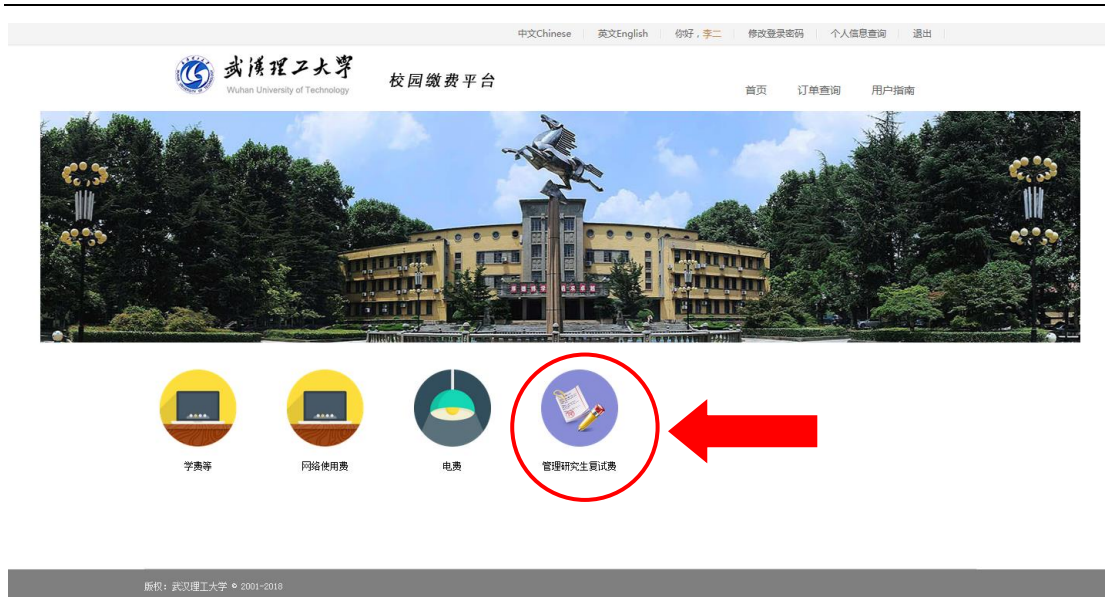 中文Chinese 英文English 你好，李二 修改登录密码 个人信息查询 退出
武汉理工大学
Wuhan University of Technology
校园缴费平台
首页 订单查询 用户指南
学费等 网络使用费 电费 管理研究生复试费
版权：武汉理工大学 © 2001-2018